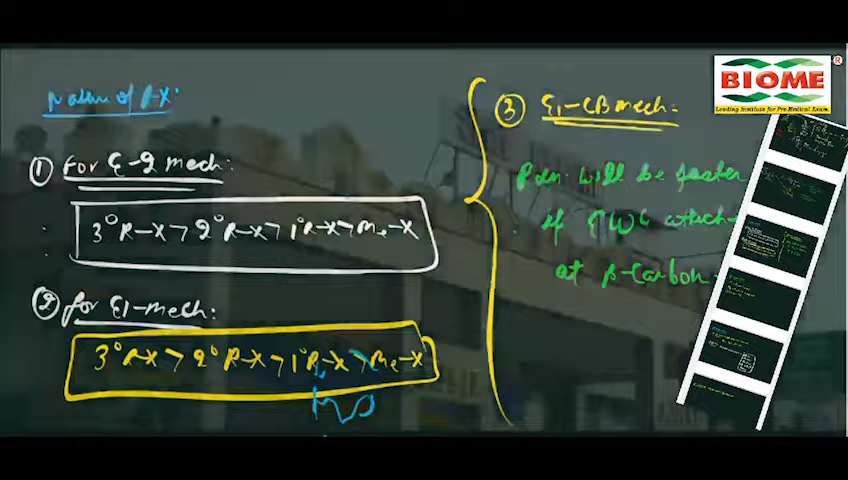 Nature of R-X:
① for E-2 mech:
3° R-X > 2° R-X > 1° R-X > Me-X
② for E1-mech:
3° R-X > 2° R-X > 1° R-X > Me-X
③ E1-CB mech:
Rxn. will be faster
if EWG attach
at β-Carbon
BIOME
Leading Institute for Pre-Medical Exam.